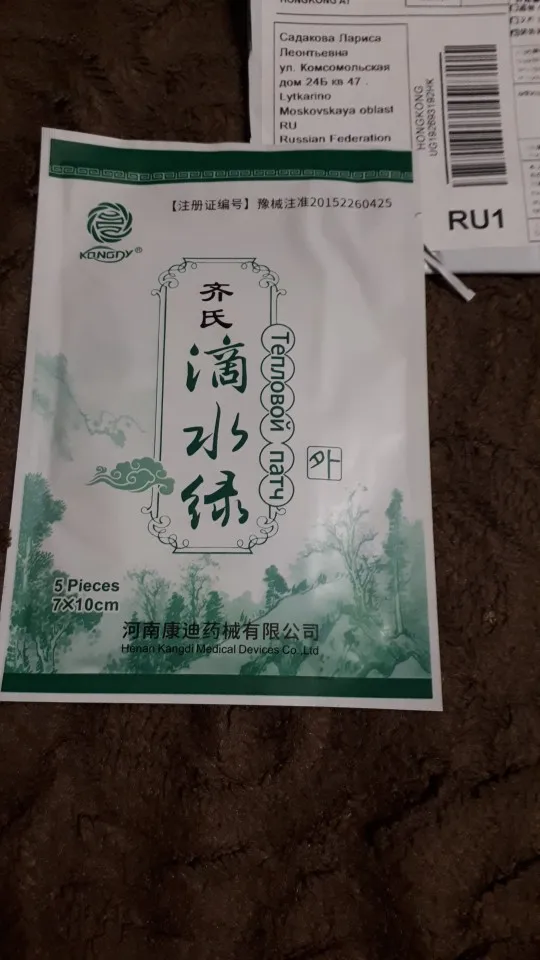 HONGKONG A1
Садакова Лариса
Леонтьевна
ул. Комсомольская
дом 24Б кв 47 .
Lytkarino
Moskovskaya oblast
RU
Russian Federation
HONGKONG
RU1
【注册证编号】豫械注准20152260425
KONGDY®
齐氏
滴水绿
Тепловой патч
外
5 Pieces
7X10cm
河南康迪药械有限公司
Henan Kangdi Medical Devices Co.,Ltd